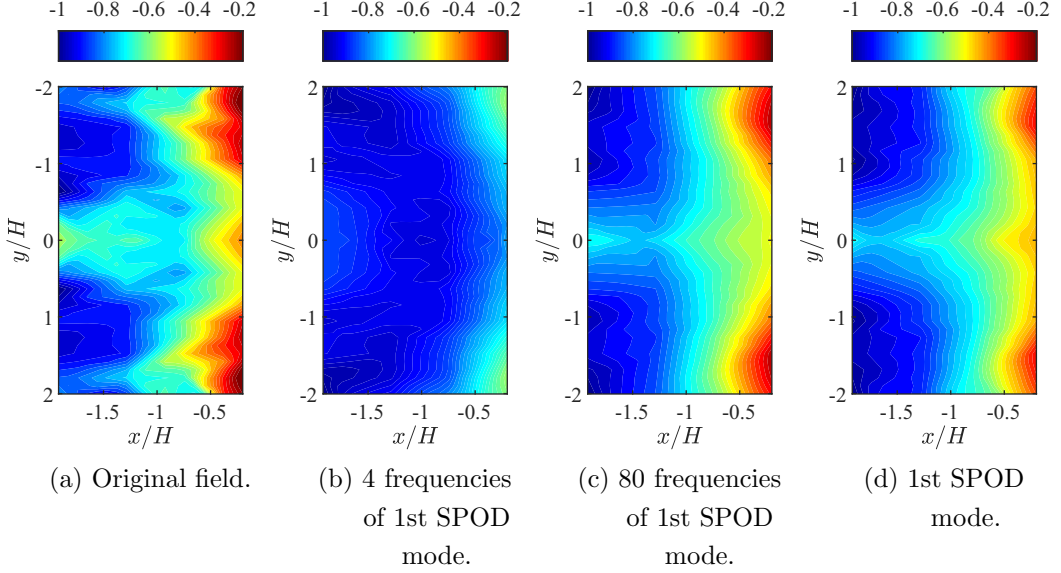 -1 -0.8 -0.6 -0.4 -0.2
-1 -0.8 -0.6 -0.4 -0.2
-1 -0.8 -0.6 -0.4 -0.2
-1 -0.8 -0.6 -0.4 -0.2
-2
-1
0
1
2
y/H
-1.5 -1 -0.5
x/H
2
1
0
-1
2
y/H
-1.5 -1 -0.5
x/H
2
1
0
-1
2
y/H
-1.5 -1 -0.5
x/H
2
1
0
-1
2
y/H
-1.5 -1 -0.5
x/H
(a) Original field.
(b) 4 frequencies
of 1st SPOD
mode.
(c) 80 frequencies
of 1st SPOD
mode.
(d) 1st SPOD
mode.